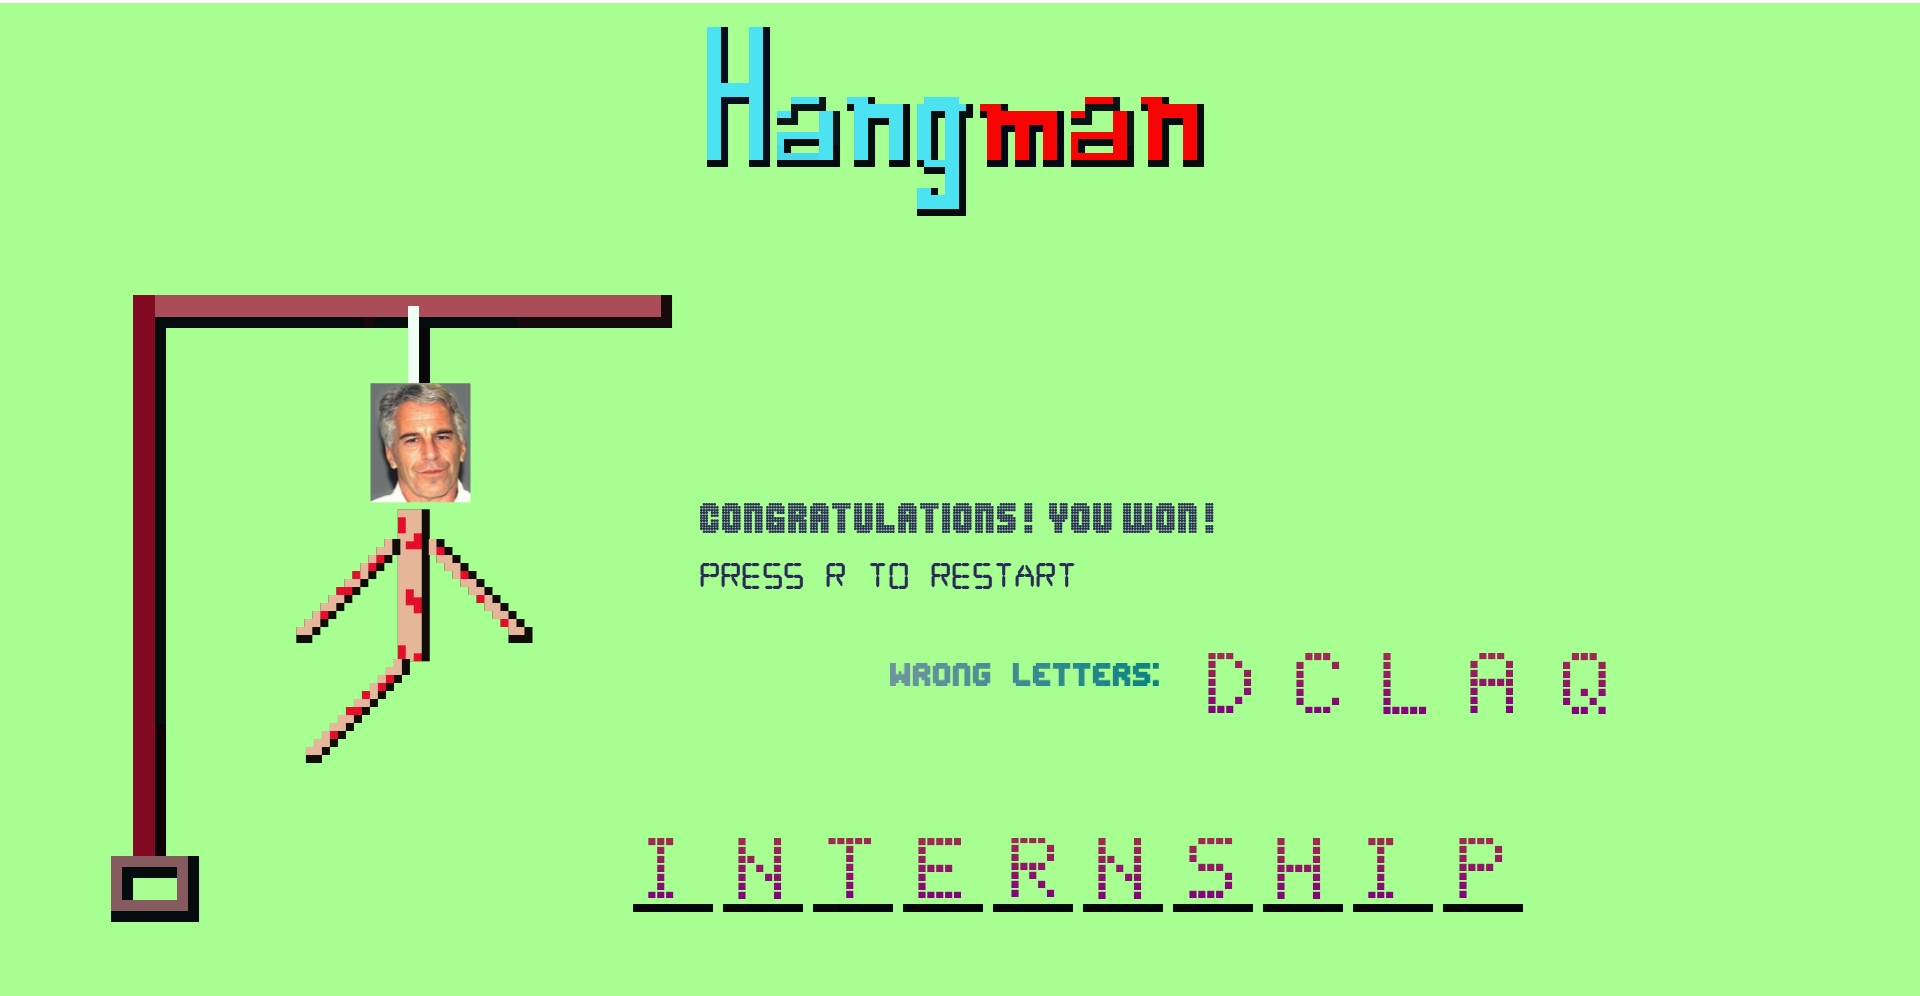 Hangman
CONGRATULATIONS! YOU WON!
PRESS R TO RESTART
WRONG LETTERS: D C L A Q
I N T E R N S H I P